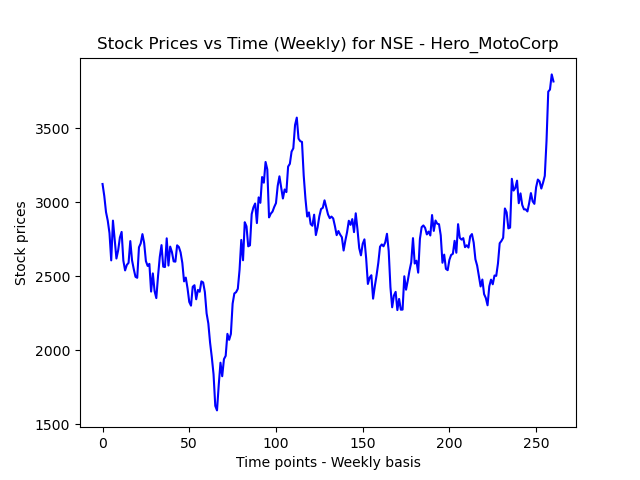 Stock Prices vs Time (Weekly) for NSE - Hero_MotoCorp
Stock prices
3500
3000
2500
2000
1500
0 50 100 150 200 250
Time points - Weekly basis